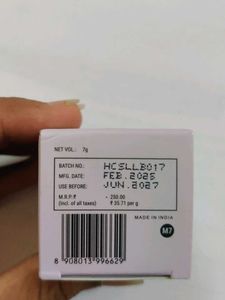 NET VOL.: 7g
BATCH NO.: HCSLLB017
MFG. DATE: FEB.2025
USE BEFORE: JUN.2027
M.R.P.₹ : 250.00
(Incl. of all taxes) ₹ 35.71 per g
MADE IN INDIA
M7
8 908013 996629